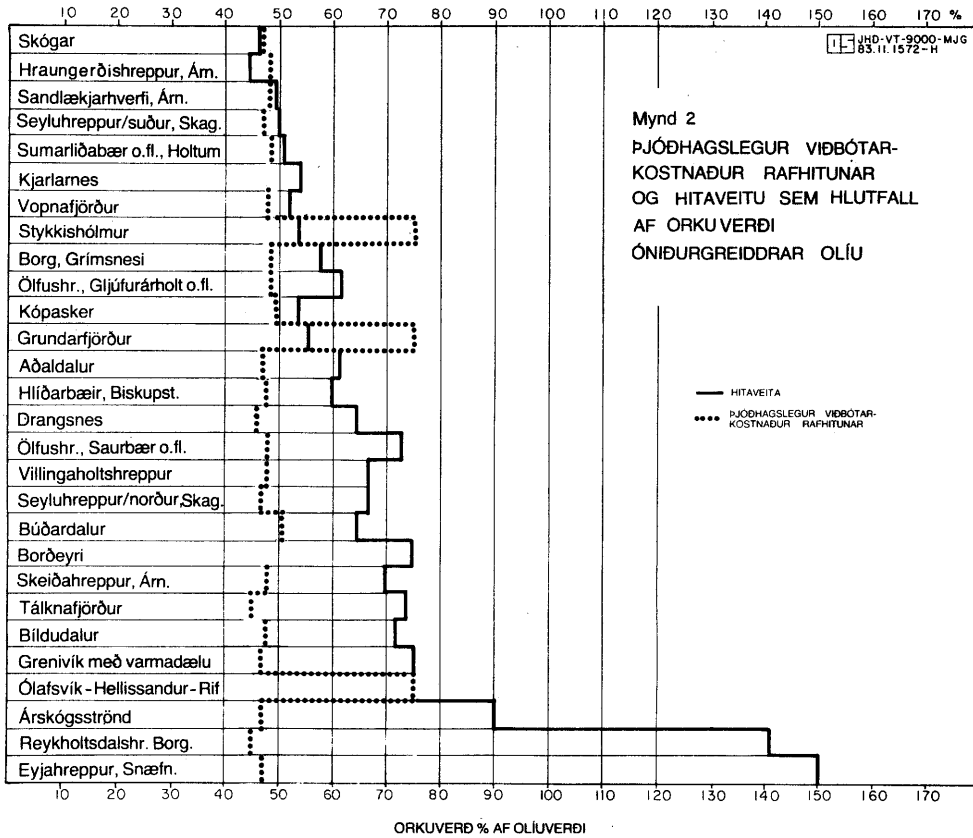 10 20 30 40 50 60 70 80 90 100 110 120 130 140 150 160 170 %
JHD-VT-9000-MJG
83.11.1572-H
Skógar
Hraungerðishreppur, Árn.
Sandlækjarhverfi, Árn.
Seyluhreppur/suður, Skag.
Sumarliðabær o.fl., Holtum
Kjarlarnes
Vopnafjörður
Stykkishólmur
Borg, Grímsnesi
Ölfushr., Gljúfurárholt o.fl.
Kópasker
Grundarfjörður
Aðaldalur
Hlíðarbæir, Biskupst.
Drangsnes
Ölfushr., Saurbær o.fl.
Villingaholtshreppur
Seyluhreppur/norður,Skag.
Búðardalur
Borðeyri
Skeiðahreppur, Árn.
Tálknafjörður
Bíldudalur
Grenivík með varmadælu
Ólafsvík-Hellissandur-Rif
Árskógsströnd
Reykholtsdalshr. Borg.
Eyjahreppur, Snæfn.
Mynd 2
ÞJÓÐHAGSLEGUR VIÐBÓTAR-
KOSTNAÐUR RAFHITUNAR
OG HITAVEITU SEM HLUTFALL
AF ORKUVERÐI
ÓNIÐURGREIDDRAR OLÍU
HITAVEITA
ÞJÓÐHAGSLEGUR VIÐBÓTAR-
KOSTNAÐUR RAFHITUNAR
10 20 30 40 50 60 70 80 90 100 110 120 130 140 150 160 170
ORKUVERÐ % AF OLÍUVERÐI